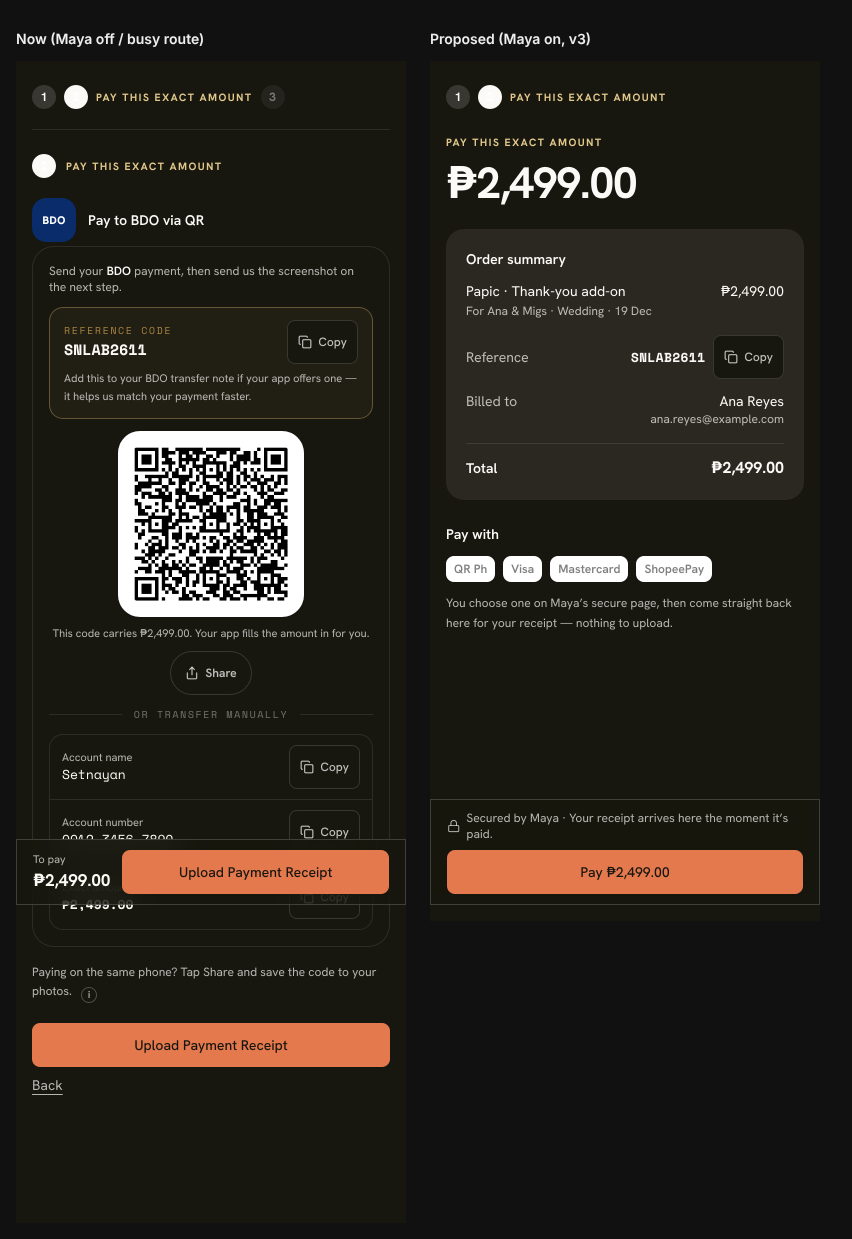 Now (Maya off / busy route)
1 PAY THIS EXACT AMOUNT 3
PAY THIS EXACT AMOUNT
BDO Pay to BDO via QR
Send your BDO payment, then send us the screenshot on
the next step.
REFERENCE CODE
SNLAB2611
Copy
Add this to your BDO transfer note if your app offers one —
it helps us match your payment faster.
This code carries ₱2,499.00. Your app fills the amount in for you.
Share
OR TRANSFER MANUALLY
Account name
Setnayan
Copy
Account number
Copy
To pay
₱2,499.00
Upload Payment Receipt
₱2,499.00
Copy
Paying on the same phone? Tap Share and save the code to your
photos. i
Upload Payment Receipt
Back
Proposed (Maya on, v3)
1 PAY THIS EXACT AMOUNT
PAY THIS EXACT AMOUNT
₱2,499.00
Order summary
Papic · Thank-you add-on ₱2,499.00
For Ana & Migs · Wedding · 19 Dec
Reference SNLAB2611 Copy
Billed to Ana Reyes
ana.reyes@example.com
Total ₱2,499.00
Pay with
QR Ph Visa Mastercard ShopeePay
You choose one on Maya’s secure page, then come straight back
here for your receipt — nothing to upload.
Secured by Maya · Your receipt arrives here the moment it’s
paid.
Pay ₱2,499.00